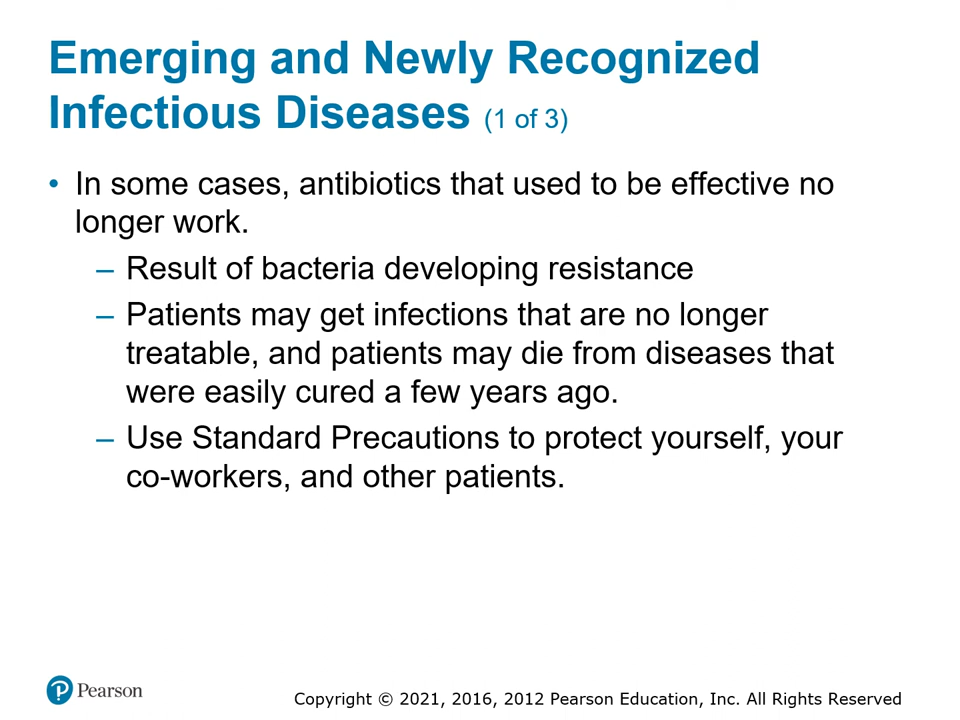 Emerging and Newly Recognized
Infectious Diseases (1 of 3)
• In some cases, antibiotics that used to be effective no
longer work.
– Result of bacteria developing resistance
– Patients may get infections that are no longer
treatable, and patients may die from diseases that
were easily cured a few years ago.
– Use Standard Precautions to protect yourself, your
co-workers, and other patients.
P Pearson
Copyright © 2021, 2016, 2012 Pearson Education, Inc. All Rights Reserved